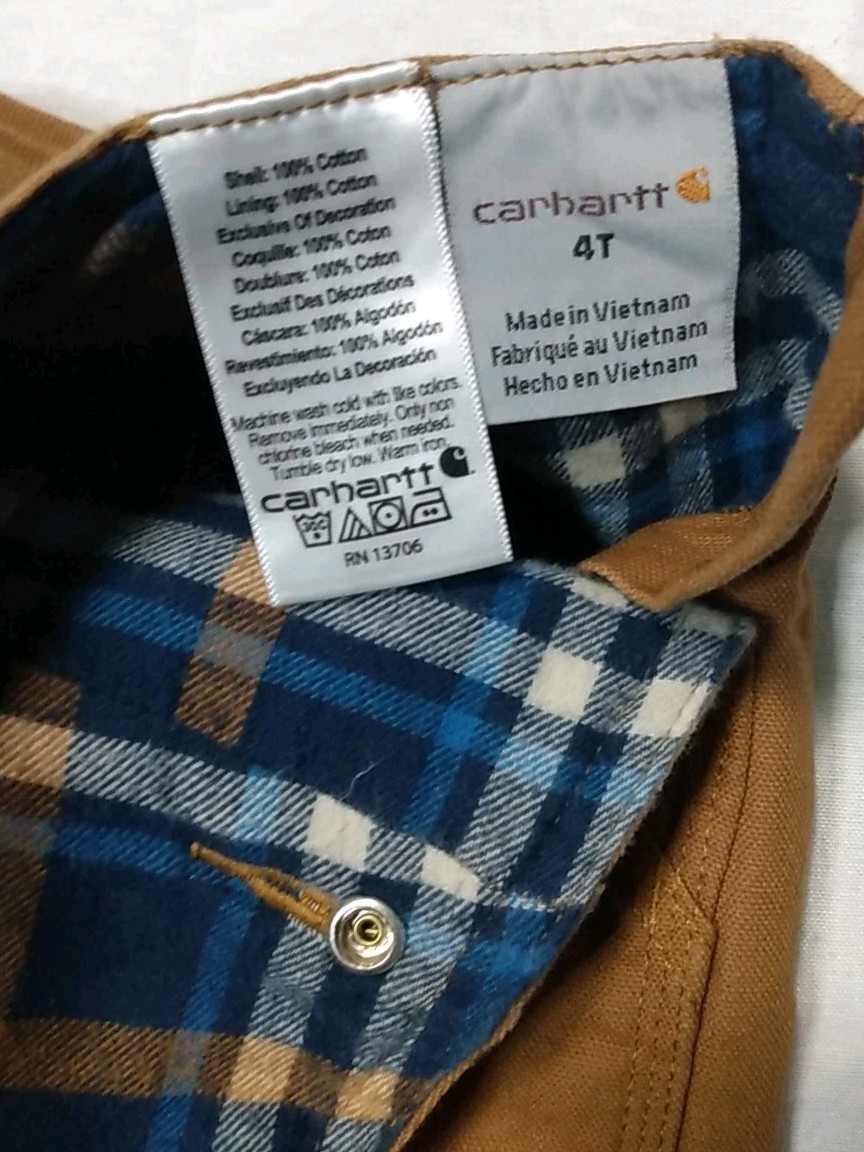 Shell: 100% Cotton
Lining: 100% Cotton
Exclusive Of Decoration
Coquille: 100% Coton
Doublure: 100% Coton
Exclusif Des Décorations
Cáscara: 100% Algodón
Revestimiento: 100% Algodón
Excluyendo La Decoración
Machine wash cold with like colors.
Remove immediately. Only non
chlorine bleach when needed.
Tumble dry low. Warm iron.
carhartt
30C
RN 13706
carhartt
4T
Made in Vietnam
Fabriqué au Vietnam
Hecho en Vietnam